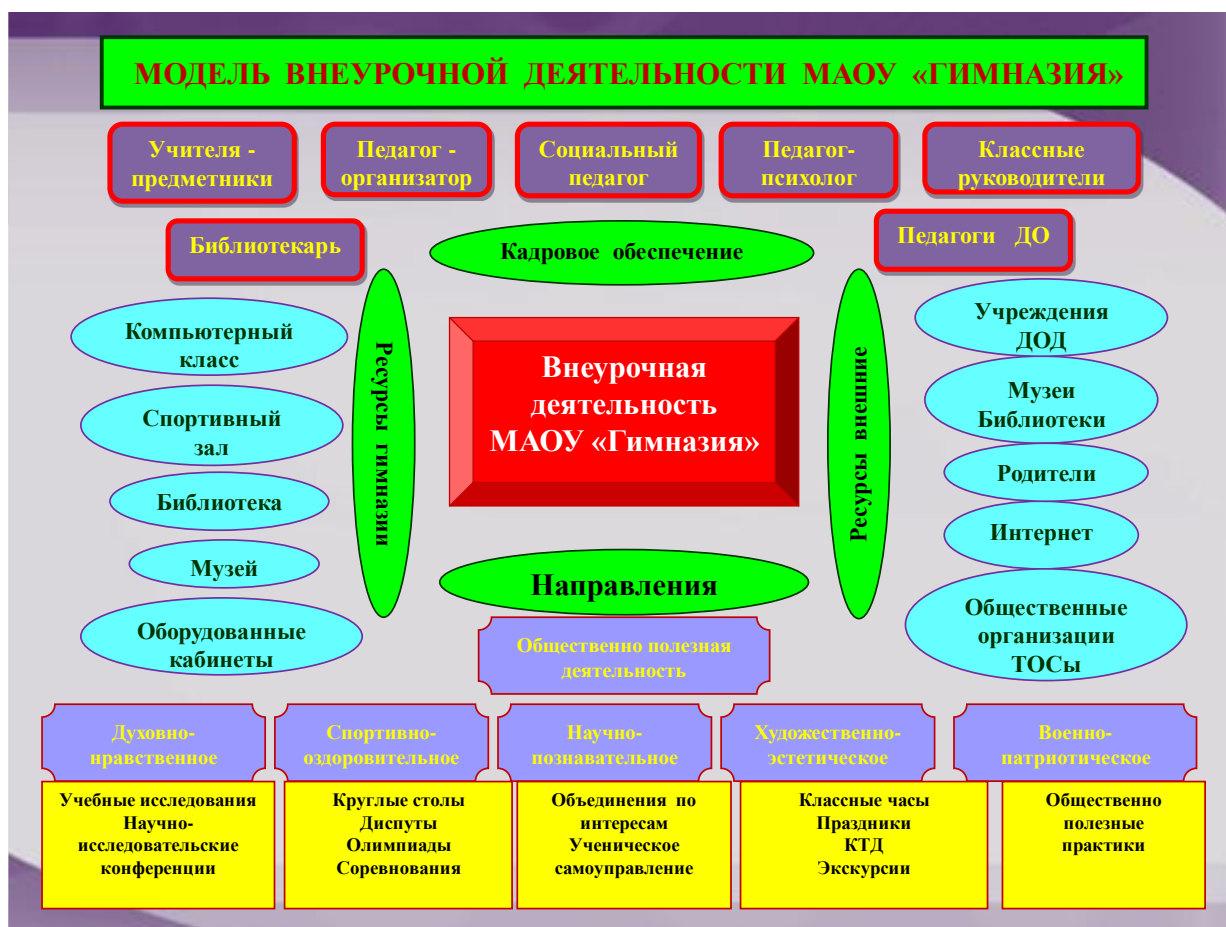 МОДЕЛЬ ВНЕУРОЧНОЙ ДЕЯТЕЛЬНОСТИ МАОУ «ГИМНАЗИЯ»
Учителя -
предметники
Педагог -
организатор
Социальный
педагог
Педагог-
психолог
Классные
руководители
Библиотекарь
Кадровое обеспечение
Педагоги ДО
Компьютерный
класс
Спортивный
зал
Библиотека
Музей
Оборудованные
кабинеты
Ресурсы гимназии
Внеурочная
деятельность
МАОУ «Гимназия»
Ресурсы внешние
Учреждения
ДОД
Музеи
Библиотеки
Родители
Интернет
Общественные
организации
ТОСы
Направления
Общественно полезная
деятельность
Духовно-
нравственное
Спортивно-
оздоровительное
Научно-
познавательное
Художественно-
эстетическое
Военно-
патриотическое
Учебные исследования
Научно-
исследовательские
конференции
Круглые столы
Диспуты
Олимпиады
Соревнования
Объединения по
интересам
Ученическое
самоуправление
Классные часы
Праздники
КТД
Экскурсии
Общественно
полезные
практики